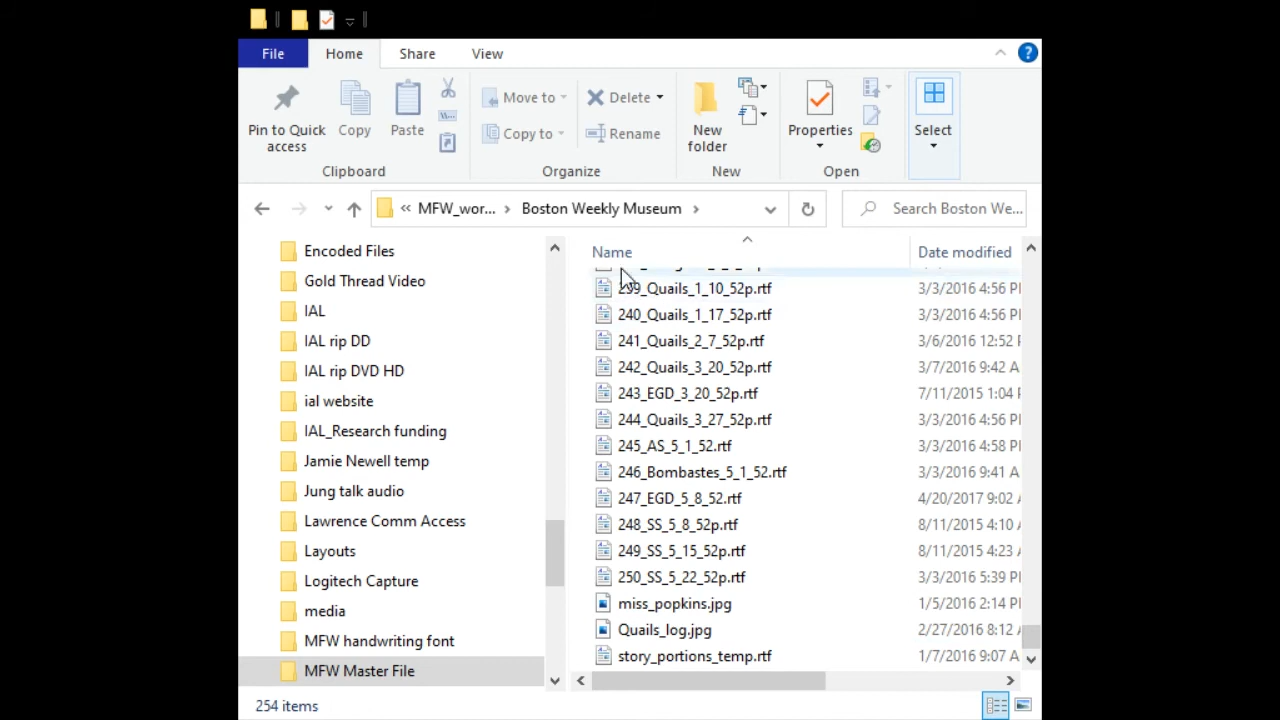 File Home Share View
Pin to Quick access
Copy
Paste
Move to
Copy to
Delete
Rename
New folder
Properties
Select
Clipboard Organize New Open
« MFW_wor... › Boston Weekly Museum ›
Search Boston We...
Encoded Files
Gold Thread Video
IAL
IAL rip DD
IAL rip DVD HD
ial website
IAL_Research funding
Jamie Newell temp
Jung talk audio
Lawrence Comm Access
Layouts
Logitech Capture
media
MFW handwriting font
MFW Master File
Name Date modified
239_Quails_1_10_52p.rtf 3/3/2016 4:56 P
240_Quails_1_17_52p.rtf 3/3/2016 4:56 P
241_Quails_2_7_52p.rtf 3/6/2016 12:52
242_Quails_3_20_52p.rtf 3/7/2016 9:42 A
243_EGD_3_20_52p.rtf 7/11/2015 1:04
244_Quails_3_27_52p.rtf 3/3/2016 4:56 P
245_AS_5_1_52.rtf 3/3/2016 4:58 P
246_Bombastes_5_1_52.rtf 3/3/2016 9:41 A
247_EGD_5_8_52.rtf 4/20/2017 9:02
248_SS_5_8_52p.rtf 8/11/2015 4:10
249_SS_5_15_52p.rtf 8/11/2015 4:23
250_SS_5_22_52p.rtf 3/3/2016 5:39 P
miss_popkins.jpg 1/5/2016 2:14 P
Quails_log.jpg 2/27/2016 8:12
story_portions_temp.rtf 1/7/2016 9:07 A
254 items